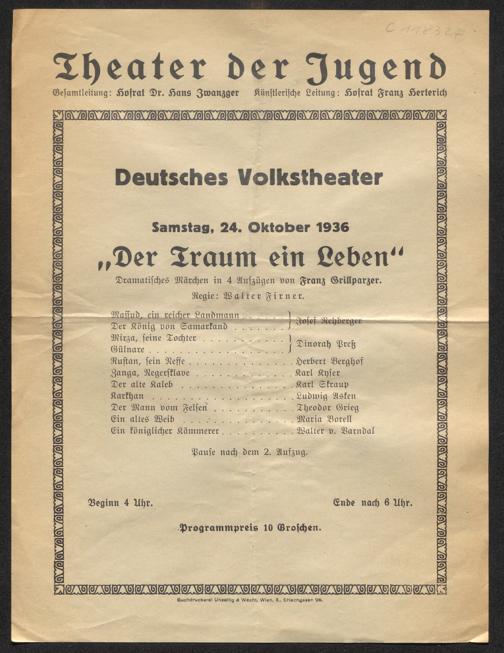 C 118327
Theater der Jugend
Gesamtleitung: Hofrat Dr. Hans Zwanzger Künstlerische Leitung: Hofrat Franz Herterich
Deutsches Volkstheater
Samstag, 24. Oktober 1936
„Der Traum ein Leben“
Dramatisches Märchen in 4 Aufzügen von Franz Grillparzer.
Regie: Walter Firner.
Massud, ein reicher Landmann
Der König von Samarkand } Josef Rehberger
Mirza, seine Tochter
Gülnare } Dinorah Preß
Rustan, sein Neffe Herbert Berghof
Zanga, Negersklave Karl Kyser
Der alte Kaleb Karl Skraup
Karkhan Ludwig Asken
Der Mann vom Felsen Theodor Grieg
Ein altes Weib Maria Borell
Ein königlicher Kämmerer Walter v. Varndal
Pause nach dem 2. Aufzug.
Beginn 4 Uhr. Ende nach 6 Uhr.
Programmpreis 10 Groschen.
Buchdruckerei Wien,